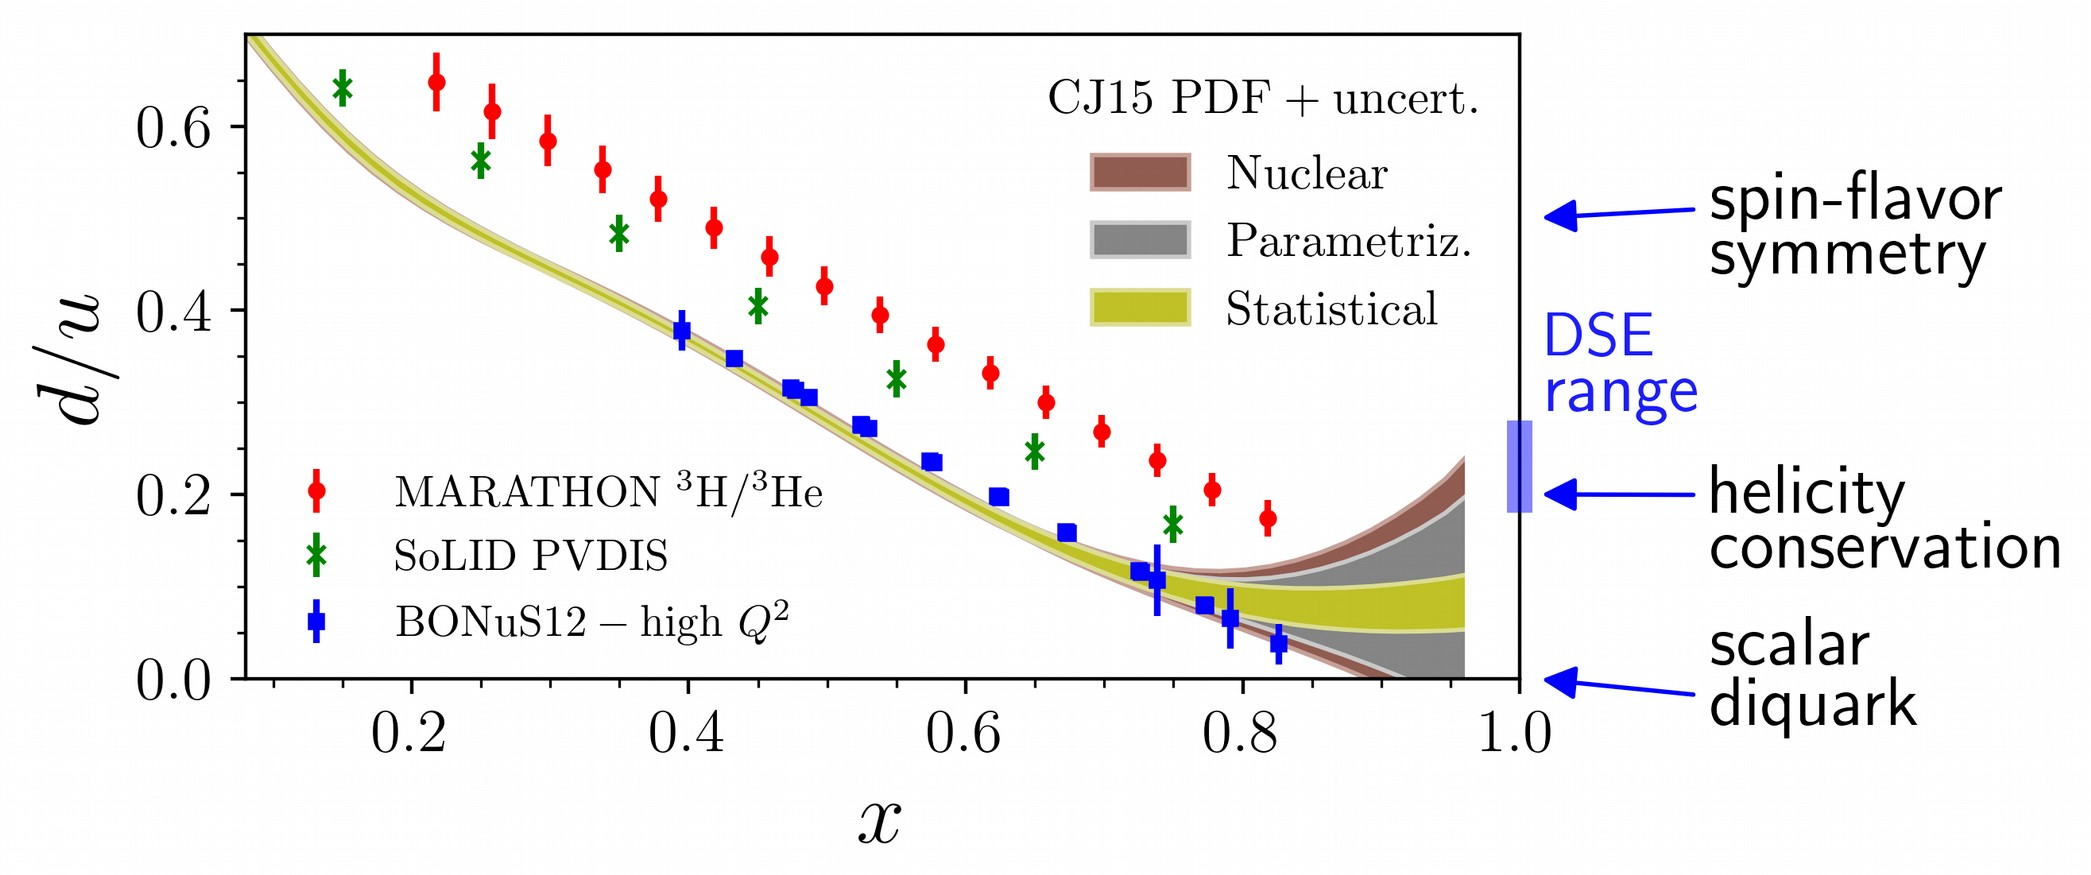 CJ15 PDF + uncert.
Nuclear
Parametriz.
Statistical
MARATHON ³H/³He
SoLID PVDIS
BONuS12 – high Q²
d/u
0.6
0.4
0.2
0.0
0.2 0.4 0.6 0.8 1.0
x
spin-flavor
symmetry
DSE
range
helicity
conservation
scalar
diquark